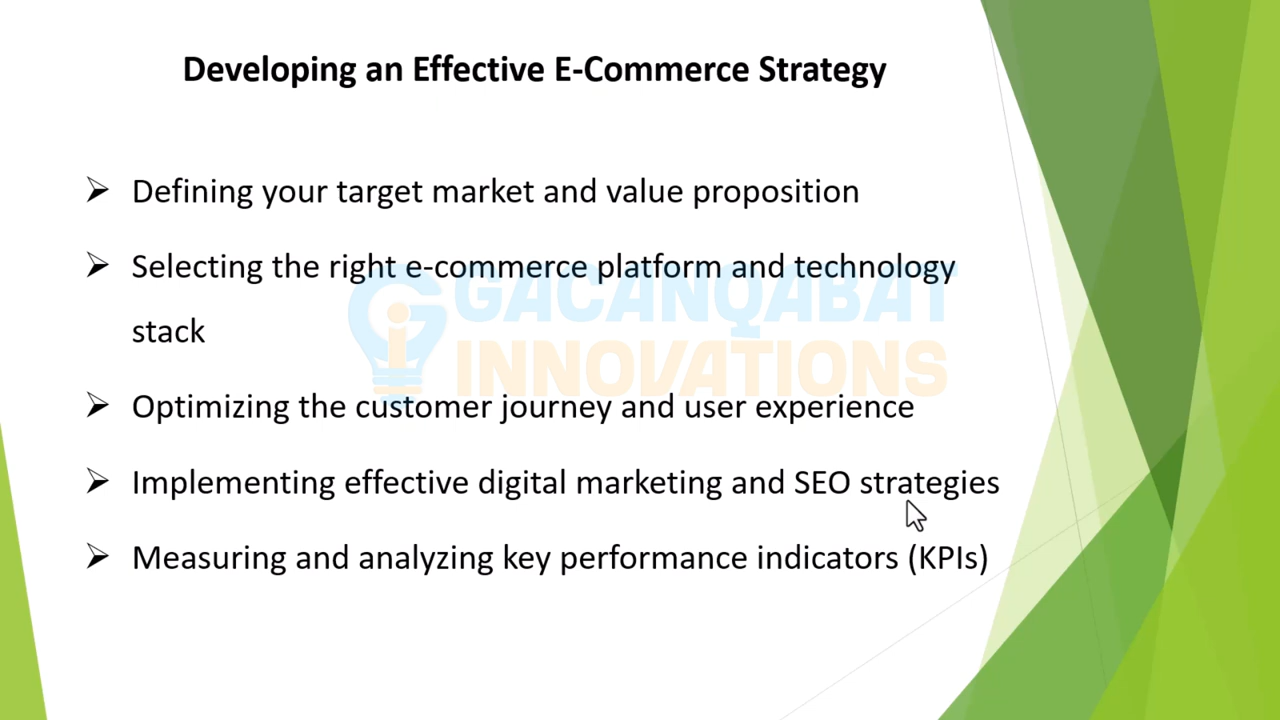 Developing an Effective E-Commerce Strategy
➢ Defining your target market and value proposition
➢ Selecting the right e-commerce platform and technology
stack
GACANQABAT
INNOVATIONS
➢ Optimizing the customer journey and user experience
➢ Implementing effective digital marketing and SEO strategies
➢ Measuring and analyzing key performance indicators (KPIs)